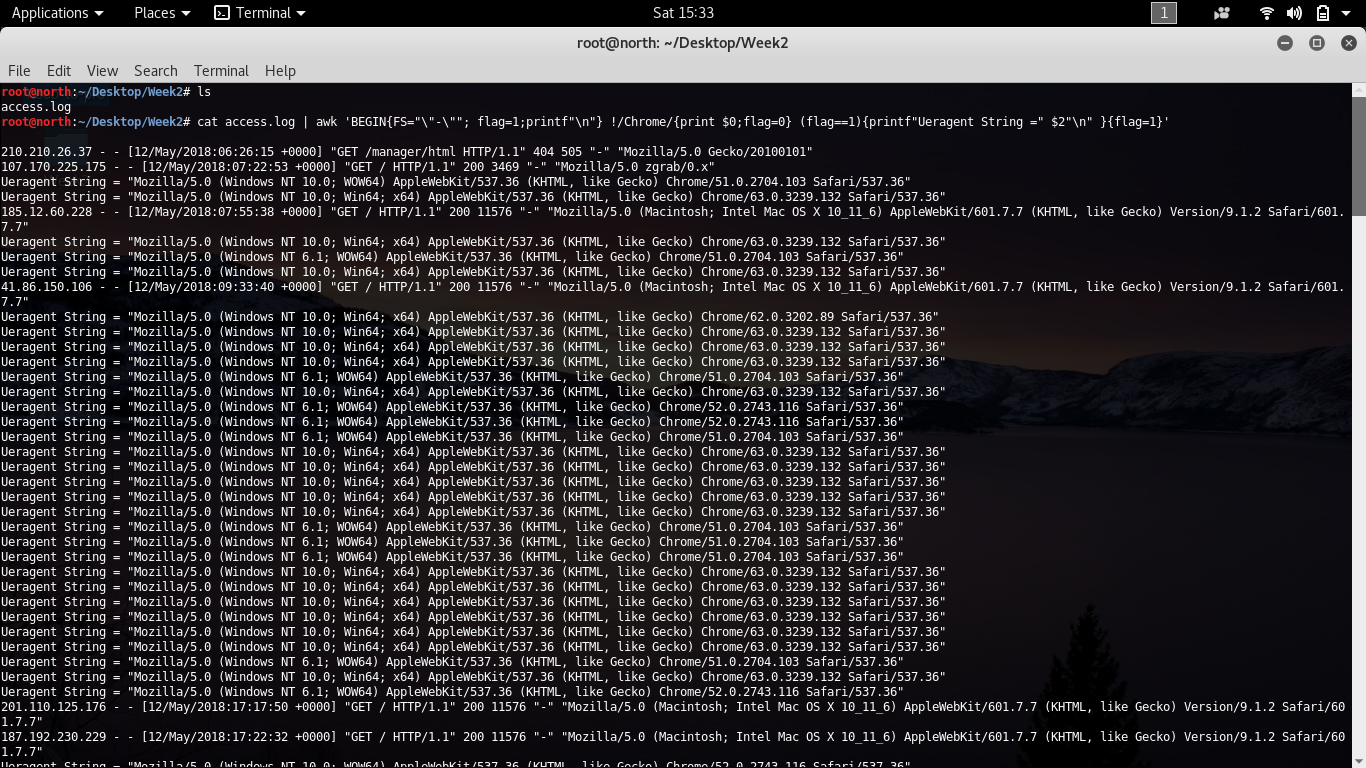 Applications Places Terminal Sat 15:33 1
root@north: ~/Desktop/Week2
File Edit View Search Terminal Help
root@north:~/Desktop/Week2# ls
access.log
root@north:~/Desktop/Week2# cat access.log | awk 'BEGIN{FS="\"-\""; flag=1;printf"\n"} !/Chrome/{print $0;flag=0} (flag==1){printf"Ueragent String =" $2"\n" }{flag=1}'
210.210.26.37 - - [12/May/2018:06:26:15 +0000] "GET /manager/html HTTP/1.1" 404 505 "-" "Mozilla/5.0 Gecko/20100101"
107.170.225.175 - - [12/May/2018:07:22:53 +0000] "GET / HTTP/1.1" 200 3469 "-" "Mozilla/5.0 zgrab/0.x"
Ueragent String = "Mozilla/5.0 (Windows NT 10.0; WOW64) AppleWebKit/537.36 (KHTML, like Gecko) Chrome/51.0.2704.103 Safari/537.36"
Ueragent String = "Mozilla/5.0 (Windows NT 10.0; Win64; x64) AppleWebKit/537.36 (KHTML, like Gecko) Chrome/63.0.3239.132 Safari/537.36"
185.12.60.228 - - [12/May/2018:07:55:38 +0000] "GET / HTTP/1.1" 200 11576 "-" "Mozilla/5.0 (Macintosh; Intel Mac OS X 10_11_6) AppleWebKit/601.7.7 (KHTML, like Gecko) Version/9.1.2 Safari/601.
7.7"
Ueragent String = "Mozilla/5.0 (Windows NT 10.0; Win64; x64) AppleWebKit/537.36 (KHTML, like Gecko) Chrome/63.0.3239.132 Safari/537.36"
Ueragent String = "Mozilla/5.0 (Windows NT 6.1; WOW64) AppleWebKit/537.36 (KHTML, like Gecko) Chrome/51.0.2704.103 Safari/537.36"
Ueragent String = "Mozilla/5.0 (Windows NT 10.0; Win64; x64) AppleWebKit/537.36 (KHTML, like Gecko) Chrome/63.0.3239.132 Safari/537.36"
41.86.150.106 - - [12/May/2018:09:33:40 +0000] "GET / HTTP/1.1" 200 11576 "-" "Mozilla/5.0 (Macintosh; Intel Mac OS X 10_11_6) AppleWebKit/601.7.7 (KHTML, like Gecko) Version/9.1.2 Safari/601.
7.7"
Ueragent String = "Mozilla/5.0 (Windows NT 10.0; Win64; x64) AppleWebKit/537.36 (KHTML, like Gecko) Chrome/62.0.3202.89 Safari/537.36"
Ueragent String = "Mozilla/5.0 (Windows NT 10.0; Win64; x64) AppleWebKit/537.36 (KHTML, like Gecko) Chrome/63.0.3239.132 Safari/537.36"
Ueragent String = "Mozilla/5.0 (Windows NT 10.0; Win64; x64) AppleWebKit/537.36 (KHTML, like Gecko) Chrome/63.0.3239.132 Safari/537.36"
Ueragent String = "Mozilla/5.0 (Windows NT 10.0; Win64; x64) AppleWebKit/537.36 (KHTML, like Gecko) Chrome/63.0.3239.132 Safari/537.36"
Ueragent String = "Mozilla/5.0 (Windows NT 6.1; WOW64) AppleWebKit/537.36 (KHTML, like Gecko) Chrome/51.0.2704.103 Safari/537.36"
Ueragent String = "Mozilla/5.0 (Windows NT 10.0; Win64; x64) AppleWebKit/537.36 (KHTML, like Gecko) Chrome/63.0.3239.132 Safari/537.36"
Ueragent String = "Mozilla/5.0 (Windows NT 6.1; WOW64) AppleWebKit/537.36 (KHTML, like Gecko) Chrome/52.0.2743.116 Safari/537.36"
Ueragent String = "Mozilla/5.0 (Windows NT 6.1; WOW64) AppleWebKit/537.36 (KHTML, like Gecko) Chrome/52.0.2743.116 Safari/537.36"
Ueragent String = "Mozilla/5.0 (Windows NT 6.1; WOW64) AppleWebKit/537.36 (KHTML, like Gecko) Chrome/51.0.2704.103 Safari/537.36"
Ueragent String = "Mozilla/5.0 (Windows NT 10.0; Win64; x64) AppleWebKit/537.36 (KHTML, like Gecko) Chrome/63.0.3239.132 Safari/537.36"
Ueragent String = "Mozilla/5.0 (Windows NT 10.0; Win64; x64) AppleWebKit/537.36 (KHTML, like Gecko) Chrome/63.0.3239.132 Safari/537.36"
Ueragent String = "Mozilla/5.0 (Windows NT 10.0; Win64; x64) AppleWebKit/537.36 (KHTML, like Gecko) Chrome/63.0.3239.132 Safari/537.36"
Ueragent String = "Mozilla/5.0 (Windows NT 10.0; Win64; x64) AppleWebKit/537.36 (KHTML, like Gecko) Chrome/63.0.3239.132 Safari/537.36"
Ueragent String = "Mozilla/5.0 (Windows NT 10.0; Win64; x64) AppleWebKit/537.36 (KHTML, like Gecko) Chrome/63.0.3239.132 Safari/537.36"
Ueragent String = "Mozilla/5.0 (Windows NT 6.1; WOW64) AppleWebKit/537.36 (KHTML, like Gecko) Chrome/51.0.2704.103 Safari/537.36"
Ueragent String = "Mozilla/5.0 (Windows NT 6.1; WOW64) AppleWebKit/537.36 (KHTML, like Gecko) Chrome/51.0.2704.103 Safari/537.36"
Ueragent String = "Mozilla/5.0 (Windows NT 6.1; WOW64) AppleWebKit/537.36 (KHTML, like Gecko) Chrome/51.0.2704.103 Safari/537.36"
Ueragent String = "Mozilla/5.0 (Windows NT 10.0; Win64; x64) AppleWebKit/537.36 (KHTML, like Gecko) Chrome/63.0.3239.132 Safari/537.36"
Ueragent String = "Mozilla/5.0 (Windows NT 10.0; Win64; x64) AppleWebKit/537.36 (KHTML, like Gecko) Chrome/63.0.3239.132 Safari/537.36"
Ueragent String = "Mozilla/5.0 (Windows NT 10.0; Win64; x64) AppleWebKit/537.36 (KHTML, like Gecko) Chrome/63.0.3239.132 Safari/537.36"
Ueragent String = "Mozilla/5.0 (Windows NT 10.0; Win64; x64) AppleWebKit/537.36 (KHTML, like Gecko) Chrome/63.0.3239.132 Safari/537.36"
Ueragent String = "Mozilla/5.0 (Windows NT 10.0; Win64; x64) AppleWebKit/537.36 (KHTML, like Gecko) Chrome/63.0.3239.132 Safari/537.36"
Ueragent String = "Mozilla/5.0 (Windows NT 10.0; Win64; x64) AppleWebKit/537.36 (KHTML, like Gecko) Chrome/63.0.3239.132 Safari/537.36"
Ueragent String = "Mozilla/5.0 (Windows NT 6.1; WOW64) AppleWebKit/537.36 (KHTML, like Gecko) Chrome/51.0.2704.103 Safari/537.36"
Ueragent String = "Mozilla/5.0 (Windows NT 10.0; Win64; x64) AppleWebKit/537.36 (KHTML, like Gecko) Chrome/63.0.3239.132 Safari/537.36"
Ueragent String = "Mozilla/5.0 (Windows NT 6.1; WOW64) AppleWebKit/537.36 (KHTML, like Gecko) Chrome/52.0.2743.116 Safari/537.36"
201.110.125.176 - - [12/May/2018:17:17:50 +0000] "GET / HTTP/1.1" 200 11576 "-" "Mozilla/5.0 (Macintosh; Intel Mac OS X 10_11_6) AppleWebKit/601.7.7 (KHTML, like Gecko) Version/9.1.2 Safari/60
1.7.7"
187.192.230.229 - - [12/May/2018:17:22:32 +0000] "GET / HTTP/1.1" 200 11576 "-" "Mozilla/5.0 (Macintosh; Intel Mac OS X 10_11_6) AppleWebKit/601.7.7 (KHTML, like Gecko) Version/9.1.2 Safari/60
1.7.7"
Ueragent String = "Mozilla/5.0 (Windows NT 10.0; WOW64) AppleWebKit/537.36 (KHTML, like Gecko) Chrome/52.0.2743.116 Safari/537.36"